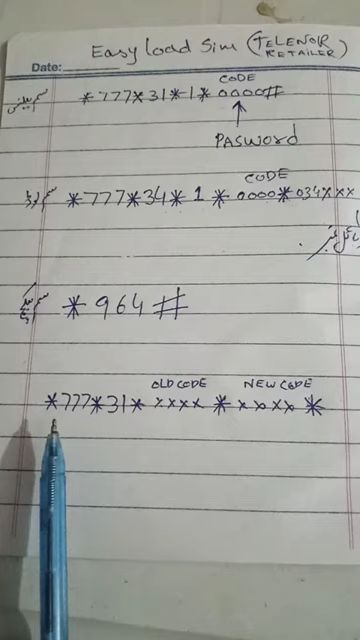 Easy Load Sim (TELENOR RETAILER)
Date:
CODE
*777*31*1*0000#
PASWORD
CODE
*777*34*1*0000*034xxx
*964#
OLD CODE NEW CODE
*777*31*xxxx*xxxx*